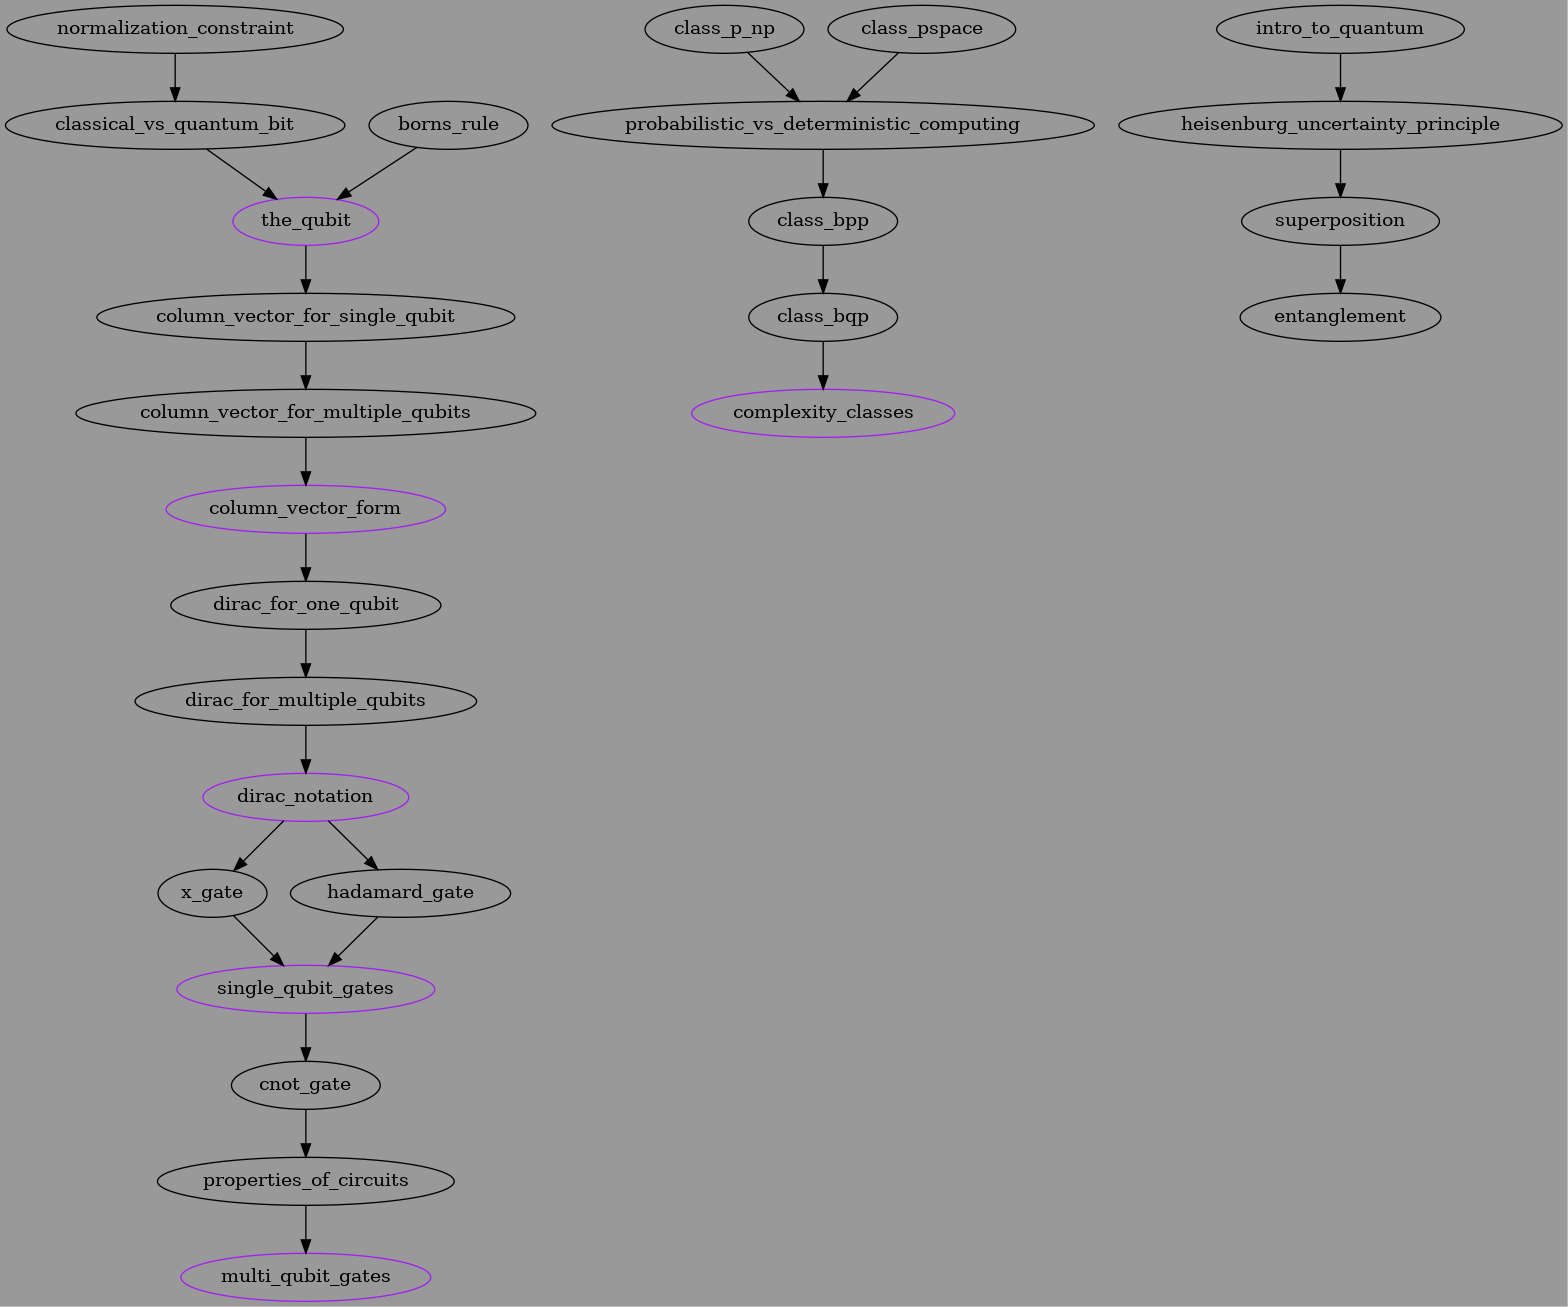 normalization_constraint
class_p_np
class_pspace
intro_to_quantum
classical_vs_quantum_bit
borns_rule
probabilistic_vs_deterministic_computing
heisenburg_uncertainty_principle
the_qubit
class_bpp
superposition
column_vector_for_single_qubit
class_bqp
entanglement
column_vector_for_multiple_qubits
complexity_classes
column_vector_form
dirac_for_one_qubit
dirac_for_multiple_qubits
dirac_notation
x_gate
hadamard_gate
single_qubit_gates
cnot_gate
properties_of_circuits
multi_qubit_gates